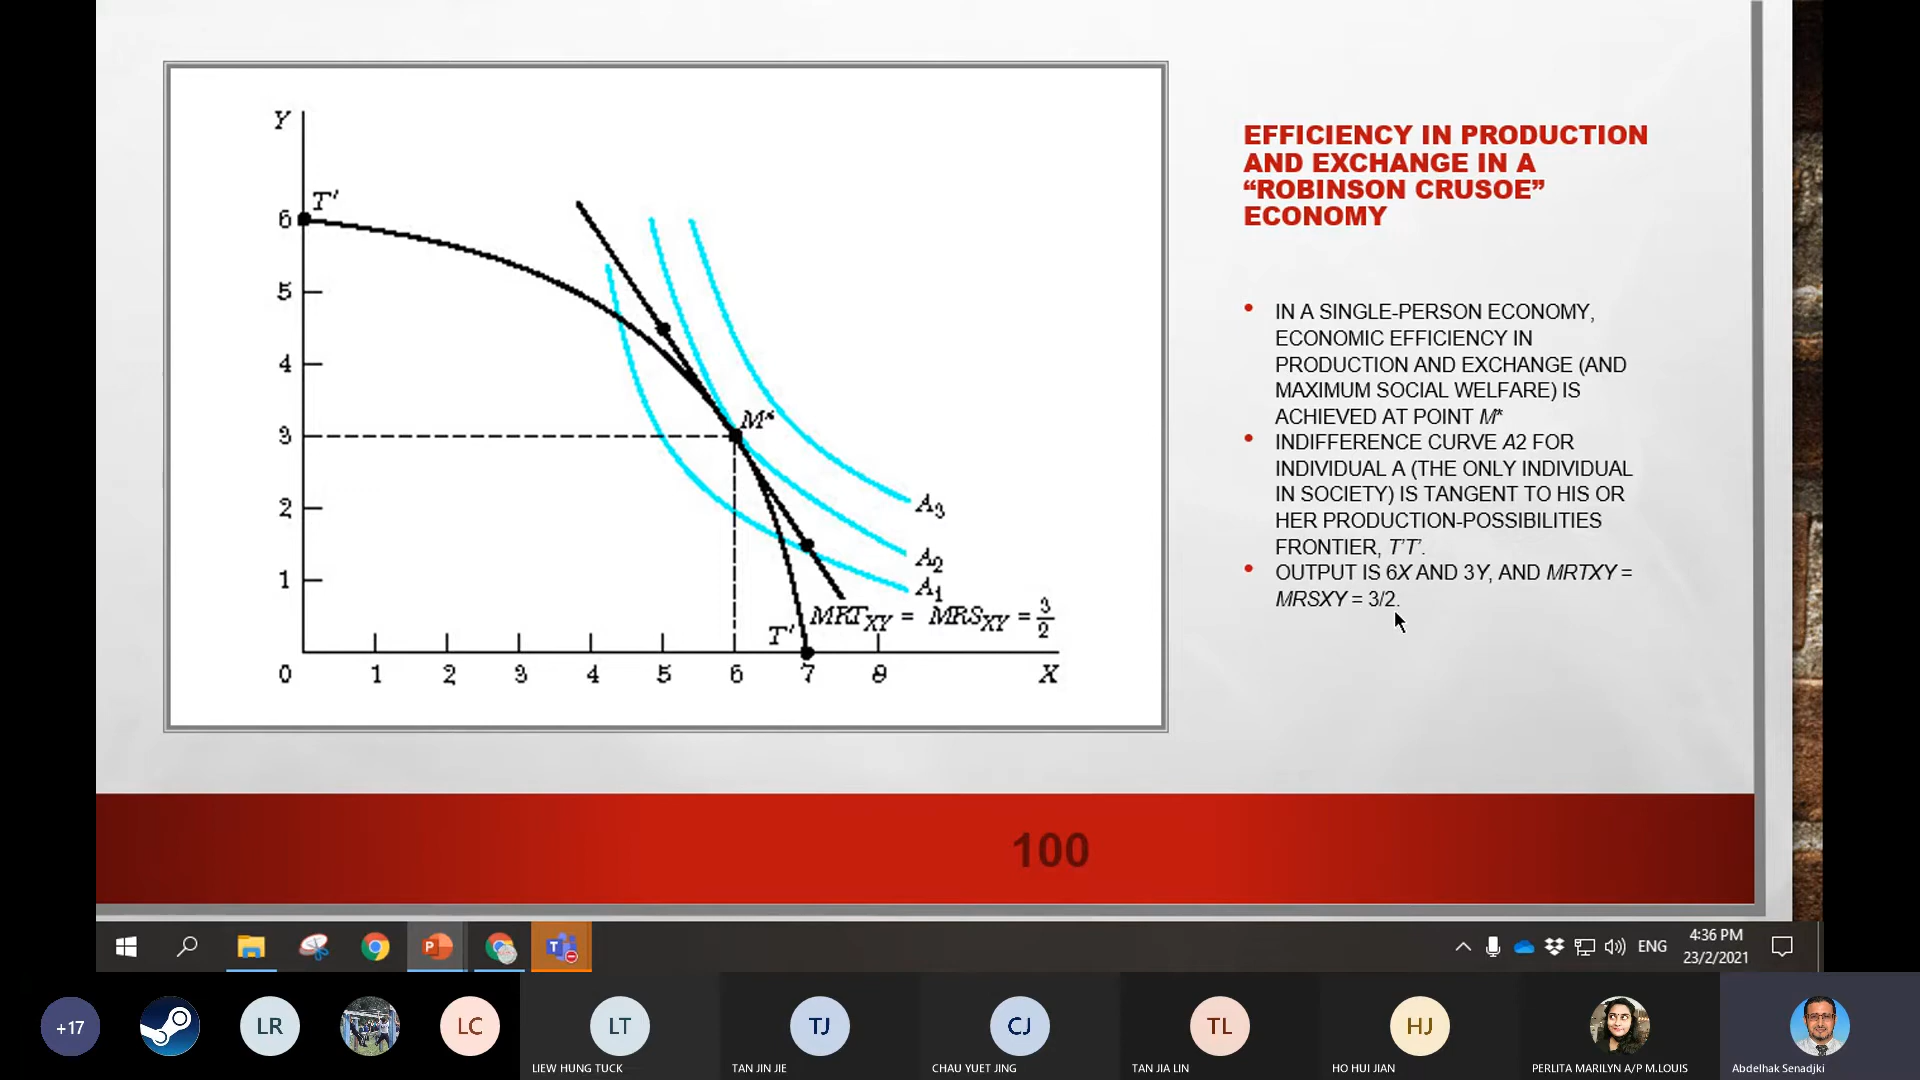 Y
T'
6
5
4
3
2
1
0
1
2
3
4
5
6
7
8
X
M*
A3
A2
A1
MRTXY = MRSXY = 3/2
T'
EFFICIENCY IN PRODUCTION
AND EXCHANGE IN A
“ROBINSON CRUSOE”
ECONOMY
• IN A SINGLE-PERSON ECONOMY,
ECONOMIC EFFICIENCY IN
PRODUCTION AND EXCHANGE (AND
MAXIMUM SOCIAL WELFARE) IS
ACHIEVED AT POINT M*
• INDIFFERENCE CURVE A2 FOR
INDIVIDUAL A (THE ONLY INDIVIDUAL
IN SOCIETY) IS TANGENT TO HIS OR
HER PRODUCTION-POSSIBILITIES
FRONTIER, T’T’.
• OUTPUT IS 6X AND 3Y, AND MRTXY =
MRSXY = 3/2.
100
ENG
4:36 PM
23/2/2021
+17
LR
LC
LT
TJ
CJ
TL
HJ
LIEW HUNG TUCK
TAN JIN JIE
CHAU YUET JING
TAN JIA LIN
HO HUI JIAN
PERLITA MARILYN A/P M.LOUIS
Abdelhak Senadjki